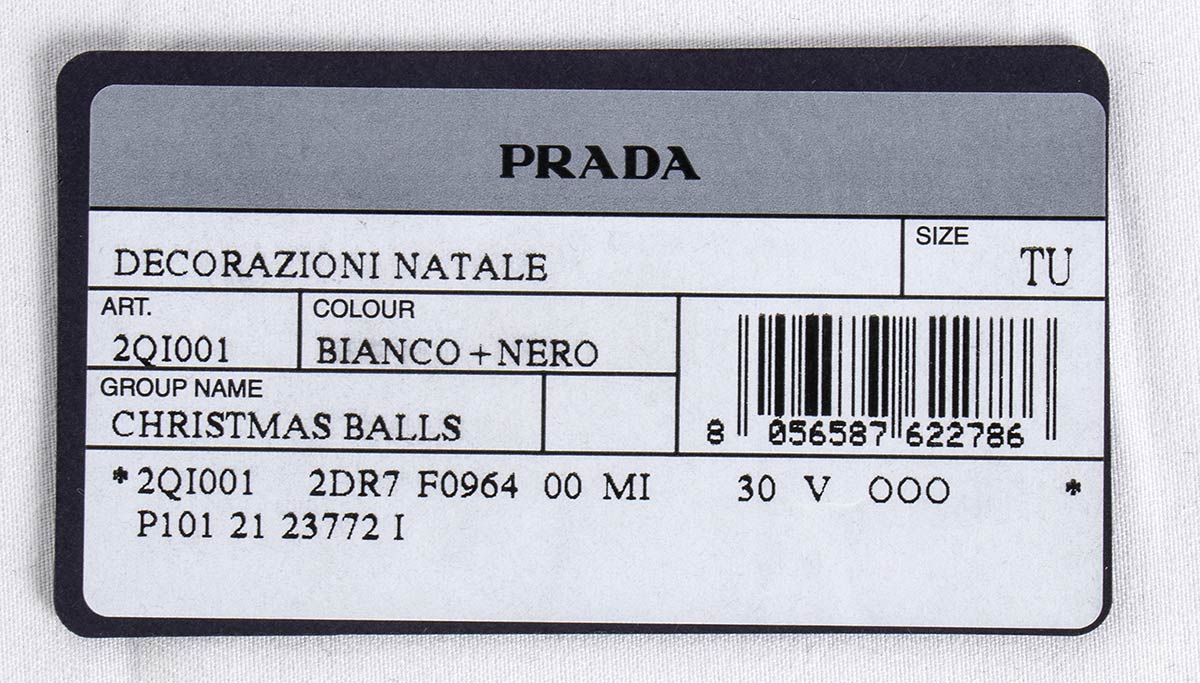 PRADA
DECORAZIONI NATALE
SIZE
TU
ART.
2QI001
COLOUR
BIANCO+NERO
GROUP NAME
CHRISTMAS BALLS
8 056587 622786
*2QI001 2DR7 F0964 00 MI 30 V OOO *
P101 21 23772 I